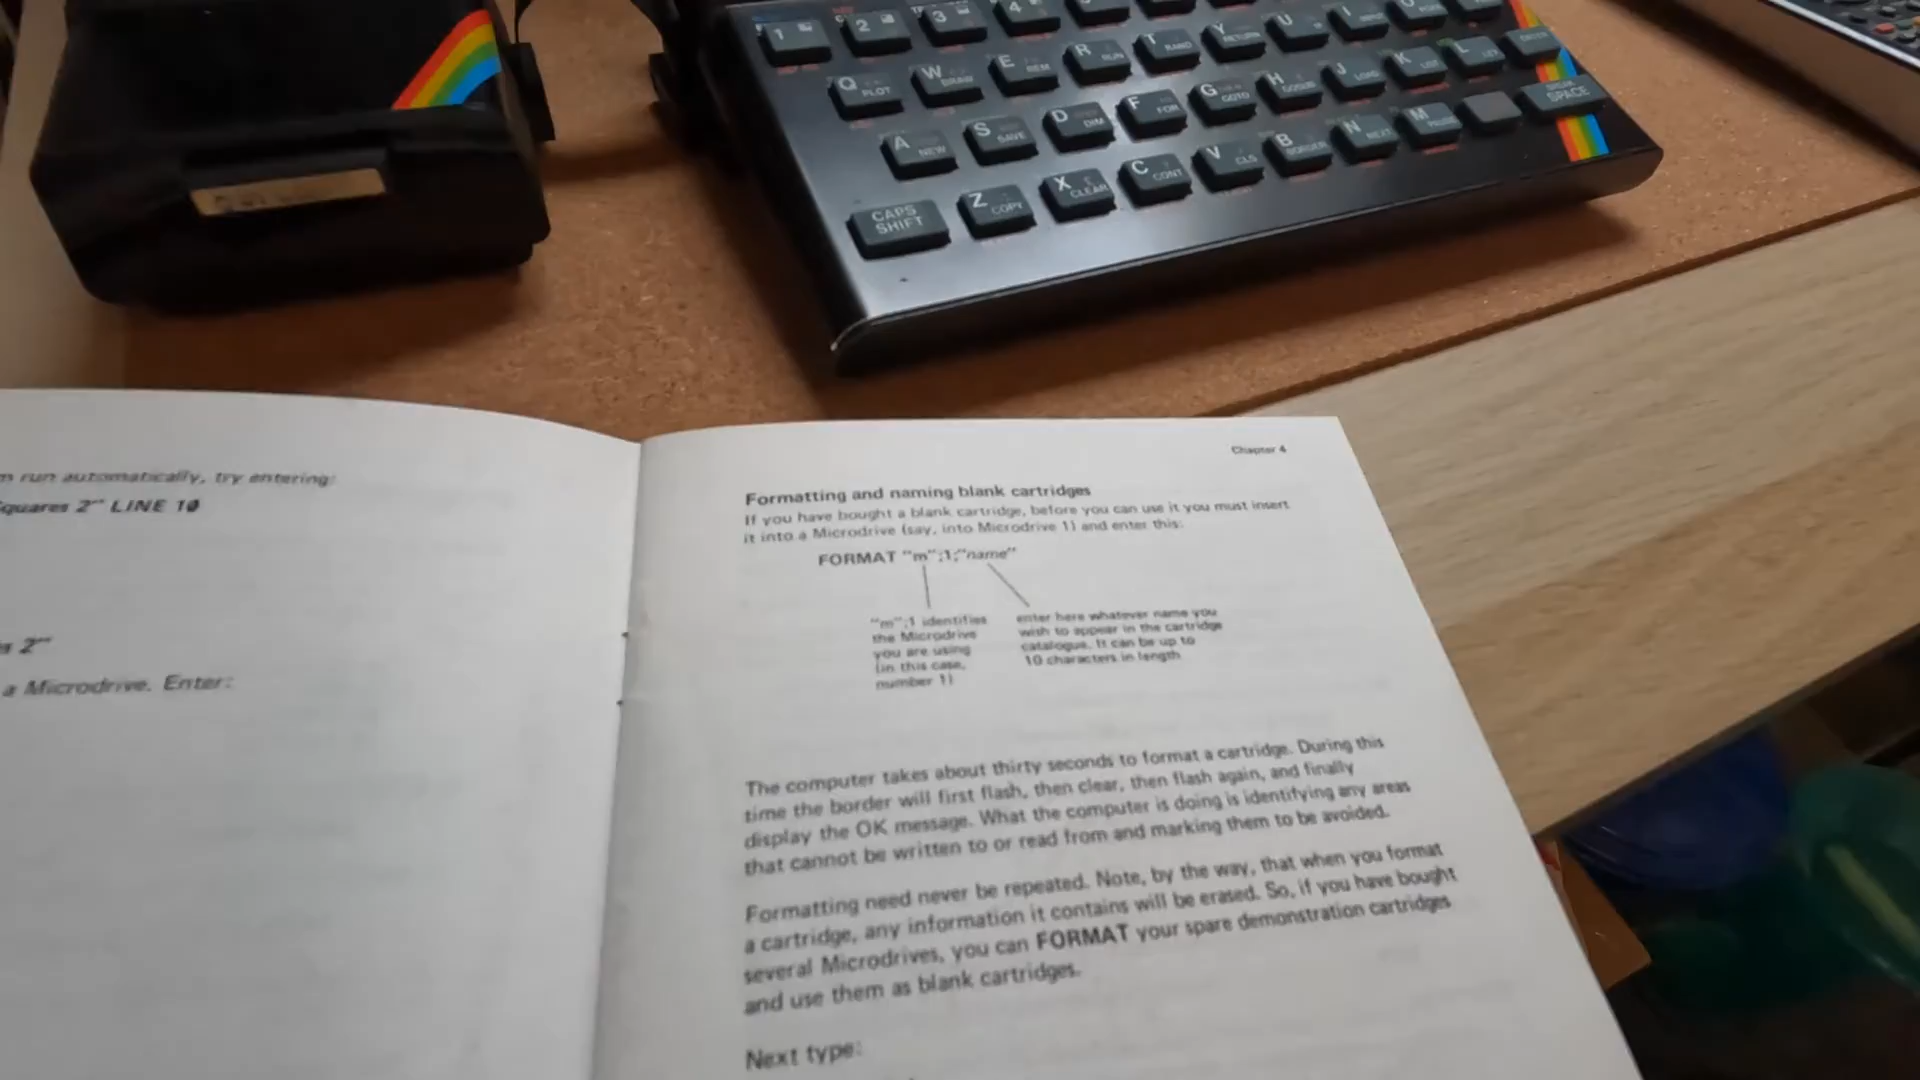 1 2 3 4
Q PLOT W DRAW E REM R RUN T RAND Y RETURN U I
A NEW S SAVE D DIM F FOR G GOTO H GOSUB J LOAD K LIST L LET ENTER
CAPS SHIFT Z COPY X CLEAR C CONT V CLS B BORDER N NEXT M PAUSE SPACE
run automatically, try entering:
quares 2" LINE 10
2"
a Microdrive. Enter:
Chapter 4
Formatting and naming blank cartridges
If you have bought a blank cartridge, before you can use it you must insert
it into a Microdrive (say, into Microdrive 1) and enter this:
FORMAT "m";1;"name"
"m";1 identifies
the Microdrive
you are using
(in this case,
number 1)
enter here whatever name you
wish to appear in the cartridge
catalogue. It can be up to
10 characters in length
The computer takes about thirty seconds to format a cartridge. During this
time the border will first flash, then clear, then flash again, and finally
display the OK message. What the computer is doing is identifying any areas
that cannot be written to or read from and marking them to be avoided.
Formatting need never be repeated. Note, by the way, that when you format
a cartridge, any information it contains will be erased. So, if you have bought
several Microdrives, you can FORMAT your spare demonstration cartridges
and use them as blank cartridges.
Next type: